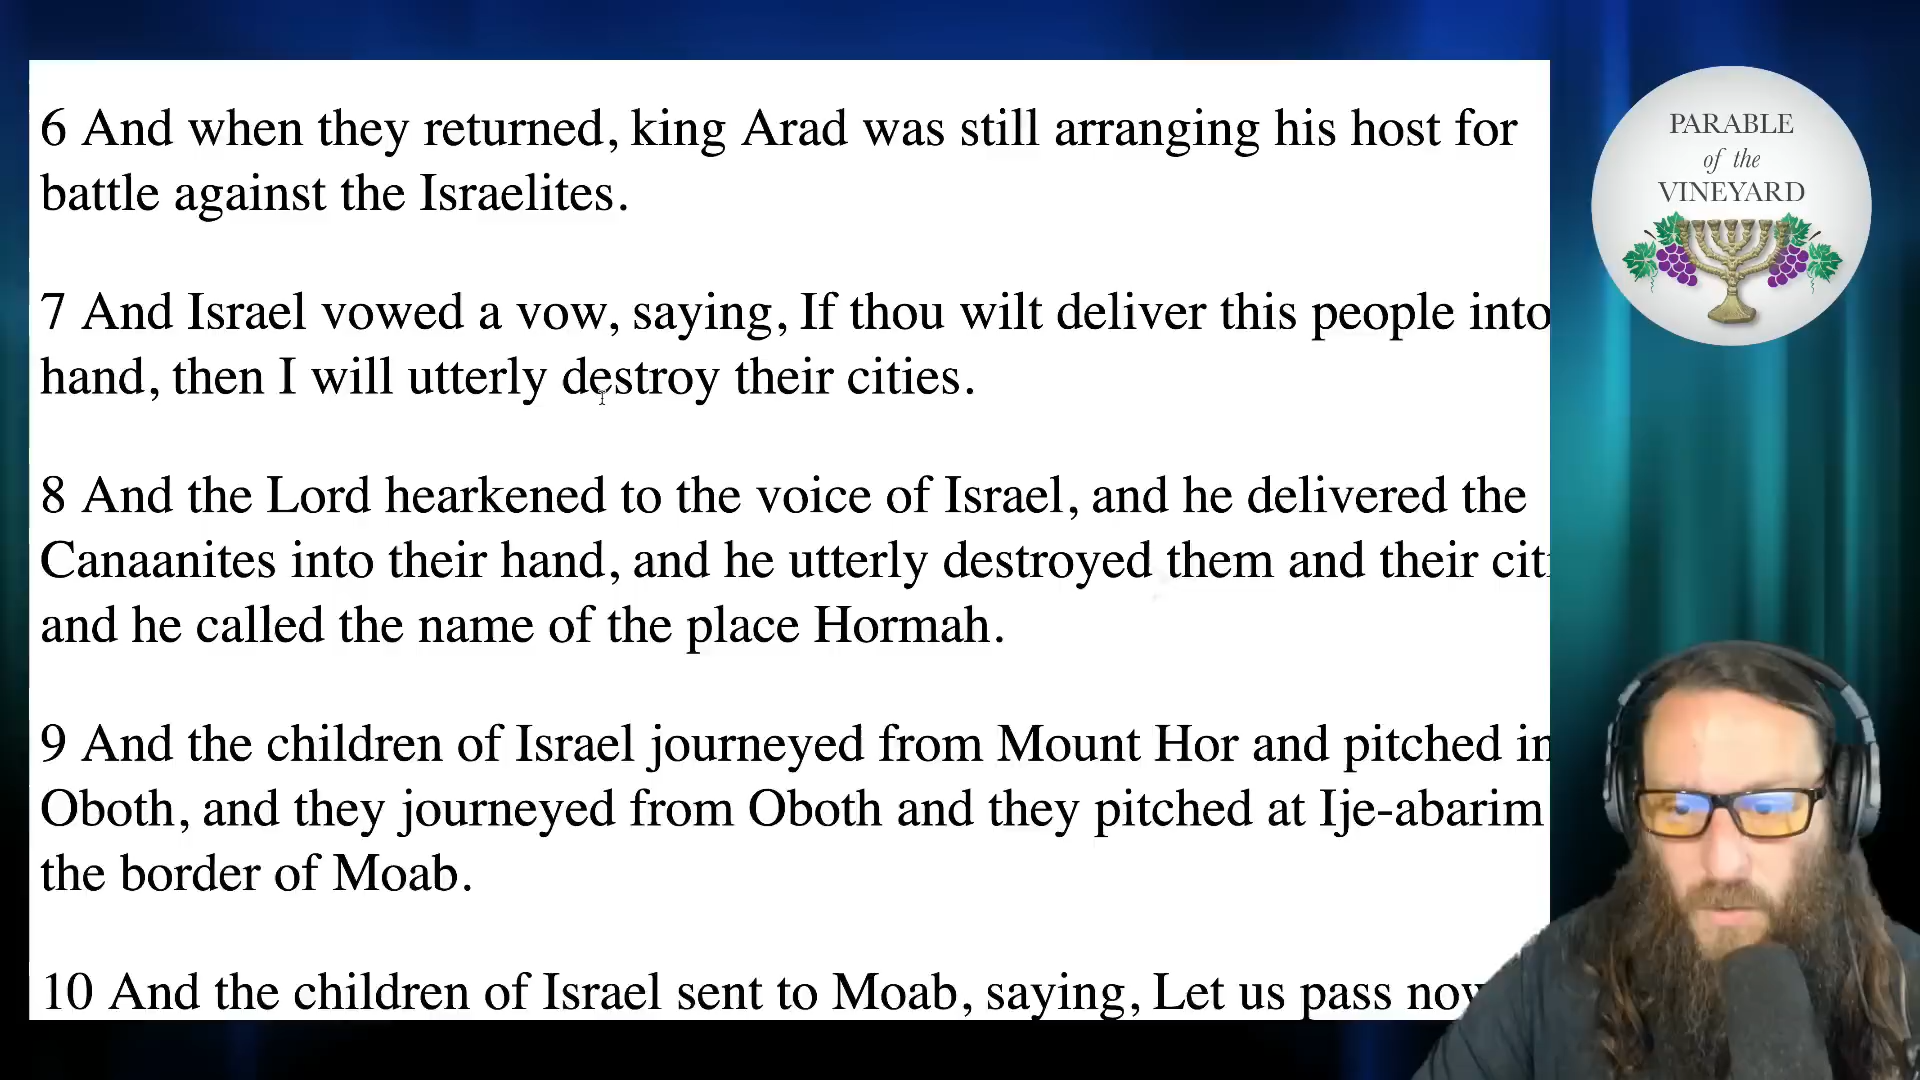 6 And when they returned, king Arad was still arranging his host for
battle against the Israelites.
7 And Israel vowed a vow, saying, If thou wilt deliver this people into
hand, then I will utterly destroy their cities.
8 And the Lord hearkened to the voice of Israel, and he delivered the
Canaanites into their hand, and he utterly destroyed them and their
and he called the name of the place Hormah.
9 And the children of Israel journeyed from Mount Hor and pitched in
Oboth, and they journeyed from Oboth and they pitched at Ije-abarim
the border of Moab.
10 And the children of Israel sent to Moab, saying, Let us pass
PARABLE
of the
VINEYARD